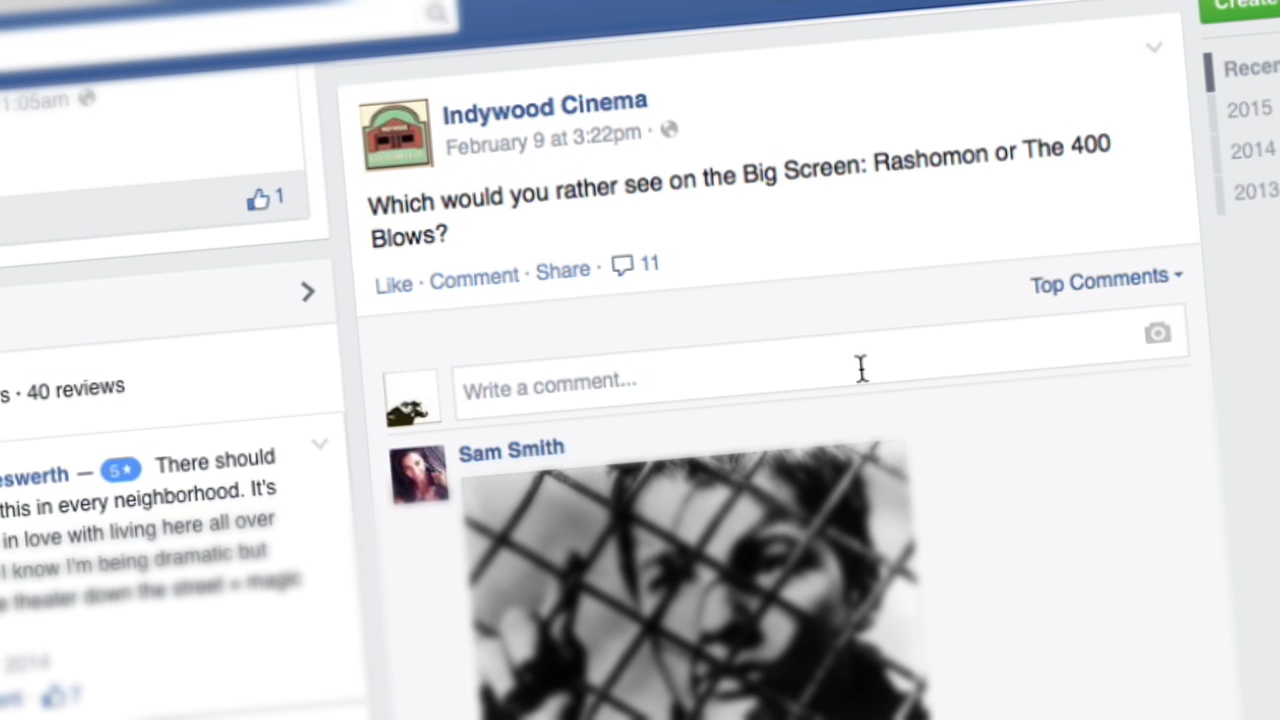 1:05am
1
s · 40 reviews
eswerth — 5★ There should
this in every neighborhood. It's
in love with living here all over
I know I'm being dramatic but
theater down the street = magic
2014
7
Indywood Cinema
February 9 at 3:22pm ·
Which would you rather see on the Big Screen: Rashomon or The 400
Blows?
Like · Comment · Share · 11
Top Comments
Write a comment...
Sam Smith
Create
Recen
2015
2014
2013